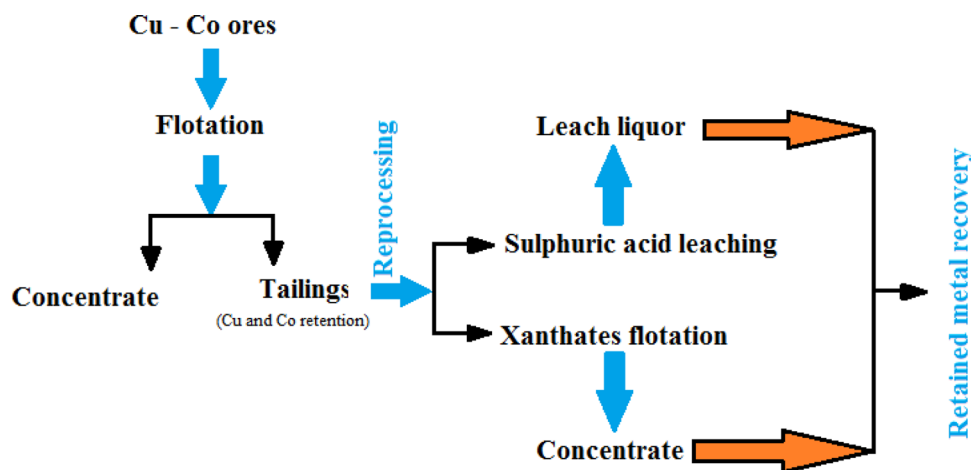 Cu - Co ores
Flotation
Concentrate
Tailings
(Cu and Co retention)
Reprocessing
Leach liquor
Sulphuric acid leaching
Xanthates flotation
Concentrate
Retained metal recovery